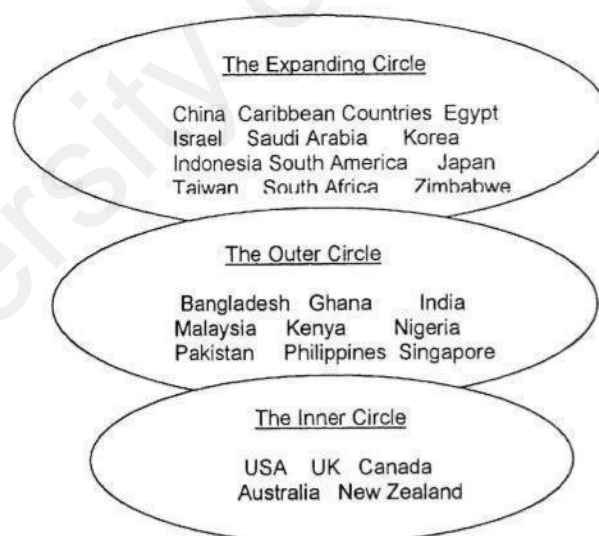 The Expanding Circle
China Caribbean Countries Egypt
Israel Saudi Arabia Korea
Indonesia South America Japan
Taiwan South Africa Zimbabwe
The Outer Circle
Bangladesh Ghana India
Malaysia Kenya Nigeria
Pakistan Philippines Singapore
The Inner Circle
USA UK Canada
Australia New Zealand